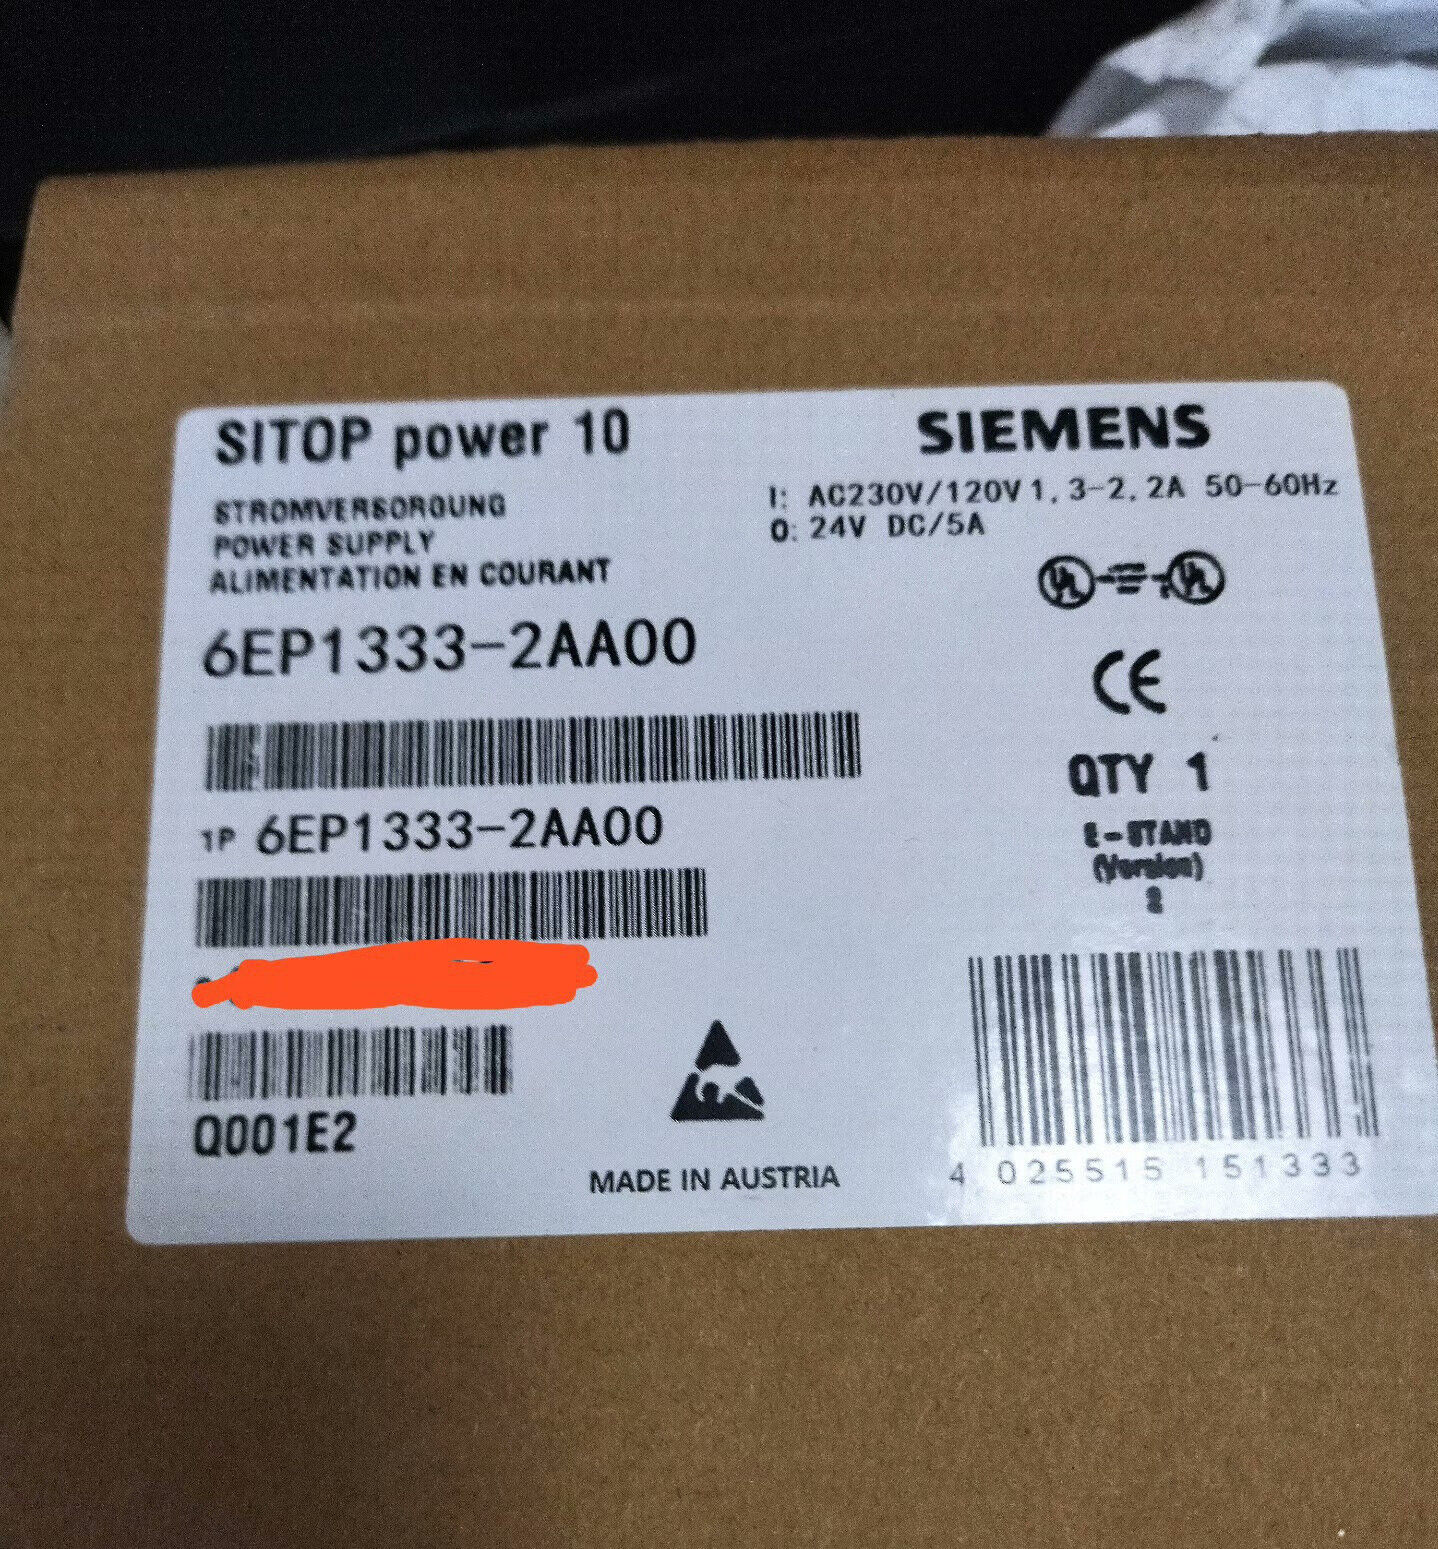 SITOP power 10
SIEMENS
STROMVERSORGUNG
POWER SUPPLY
ALIMENTATION EN COURANT
I: AC230V/120V 1,3-2,2A 50-60Hz
O: 24V DC/5A
6EP1333-2AA00
1P 6EP1333-2AA00
QTY 1
E-STAND
(Version)
2
Q001E2
MADE IN AUSTRIA
4 025515 151333